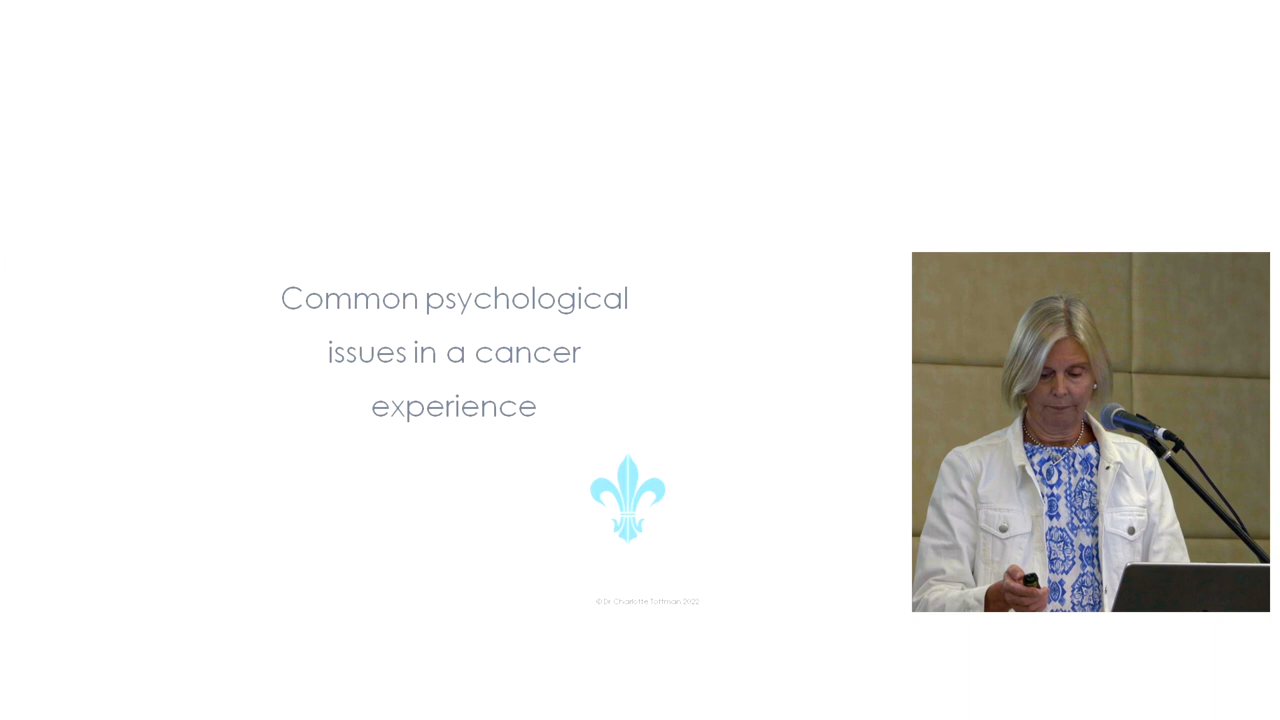 Common psychological
issues in a cancer
experience
© Dr Charlotte Tottman 2022